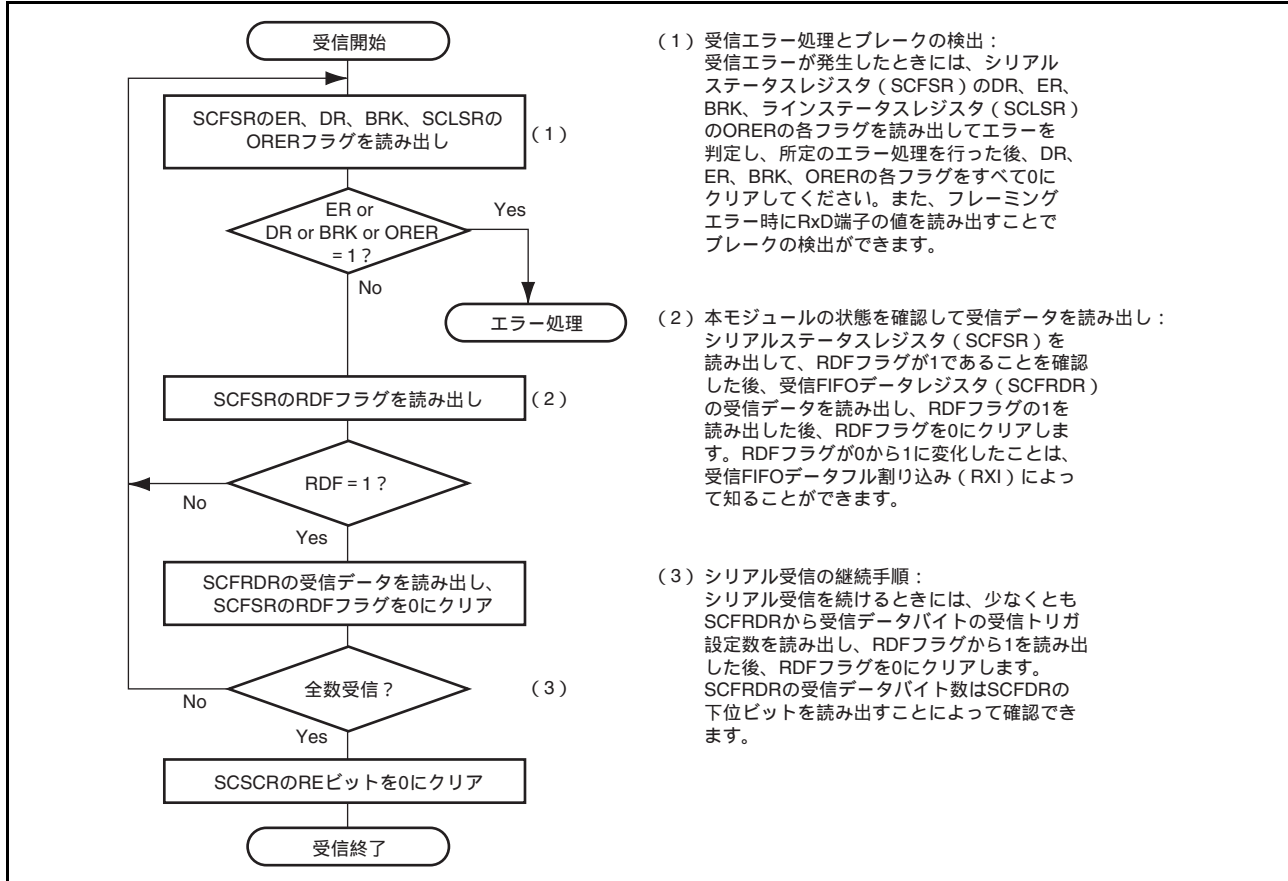 受信開始
SCFSRのER、DR、BRK、SCLSRの
ORERフラグを読み出し
（1）
ER or
DR or BRK or ORER
= 1？
Yes
No
エラー処理
SCFSRのRDFフラグを読み出し
（2）
RDF = 1？
No
Yes
SCFRDRの受信データを読み出し、
SCFSRのRDFフラグを0にクリア
全数受信？
（3）
No
Yes
SCSCRのREビットを0にクリア
受信終了
（1）受信エラー処理とブレークの検出：
受信エラーが発生したときには、シリアル
ステータスレジスタ（SCFSR）のDR、ER、
BRK、ラインステータスレジスタ（SCLSR）
のORERの各フラグを読み出してエラーを
判定し、所定のエラー処理を行った後、DR、
ER、BRK、ORERの各フラグをすべて0に
クリアしてください。また、フレーミング
エラー時にRxD端子の値を読み出すことで
ブレークの検出ができます。
（2）本モジュールの状態を確認して受信データを読み出し：
シリアルステータスレジスタ（SCFSR）を
読み出して、RDFフラグが1であることを確認
した後、受信FIFOデータレジスタ（SCFRDR）
の受信データを読み出し、RDFフラグの1を
読み出した後、RDFフラグを0にクリアしま
す。RDFフラグが0から1に変化したことは、
受信FIFOデータフル割り込み（RXI）によっ
て知ることができます。
（3）シリアル受信の継続手順：
シリアル受信を続けるときには、少なくとも
SCFRDRから受信データバイトの受信トリガ
設定数を読み出し、RDFフラグから1を読み出
した後、RDFフラグを0にクリアします。
SCFRDRの受信データバイト数はSCFDRの
下位ビットを読み出すことによって確認でき
ます。